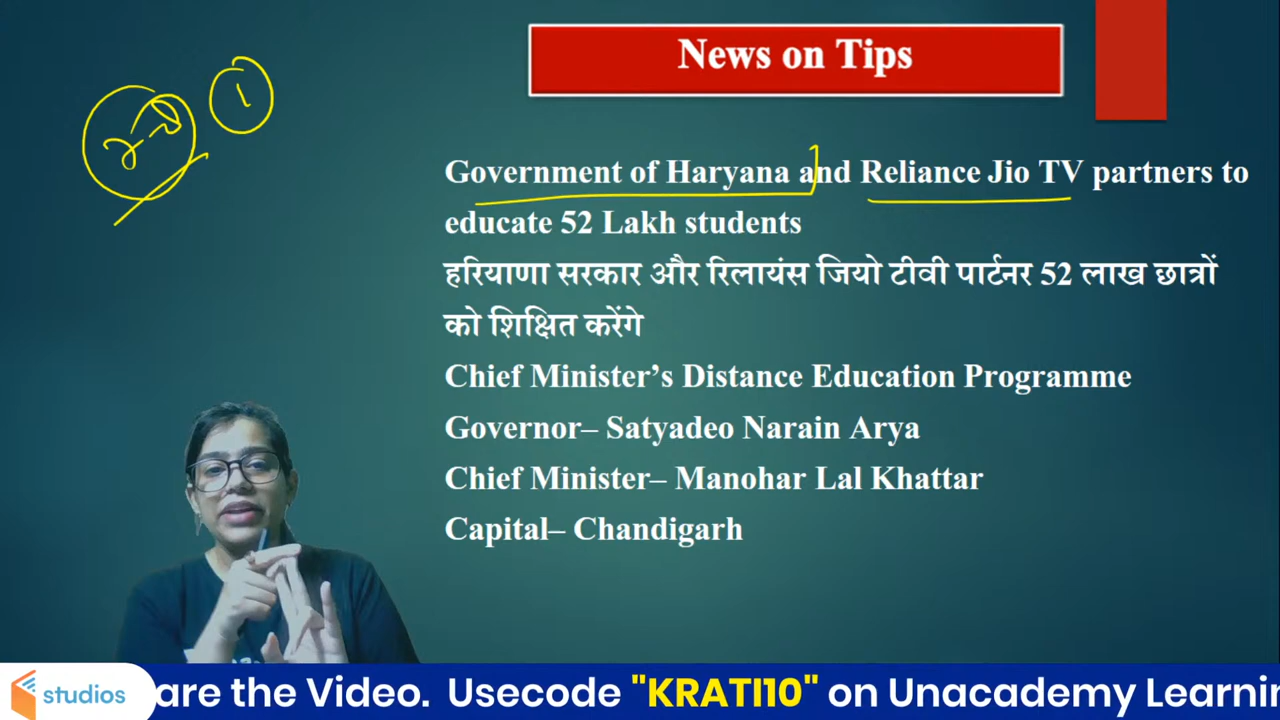 News on Tips
Government of Haryana and Reliance Jio TV partners to
educate 52 Lakh students
हरियाणा सरकार और रिलायंस जियो टीवी पार्टनर 52 लाख छात्रों
को शिक्षित करेंगे
Chief Minister’s Distance Education Programme
Governor– Satyadeo Narain Arya
Chief Minister– Manohar Lal Khattar
Capital– Chandigarh
studios
are the Video. Usecode "KRATI10" on Unacademy Learnin